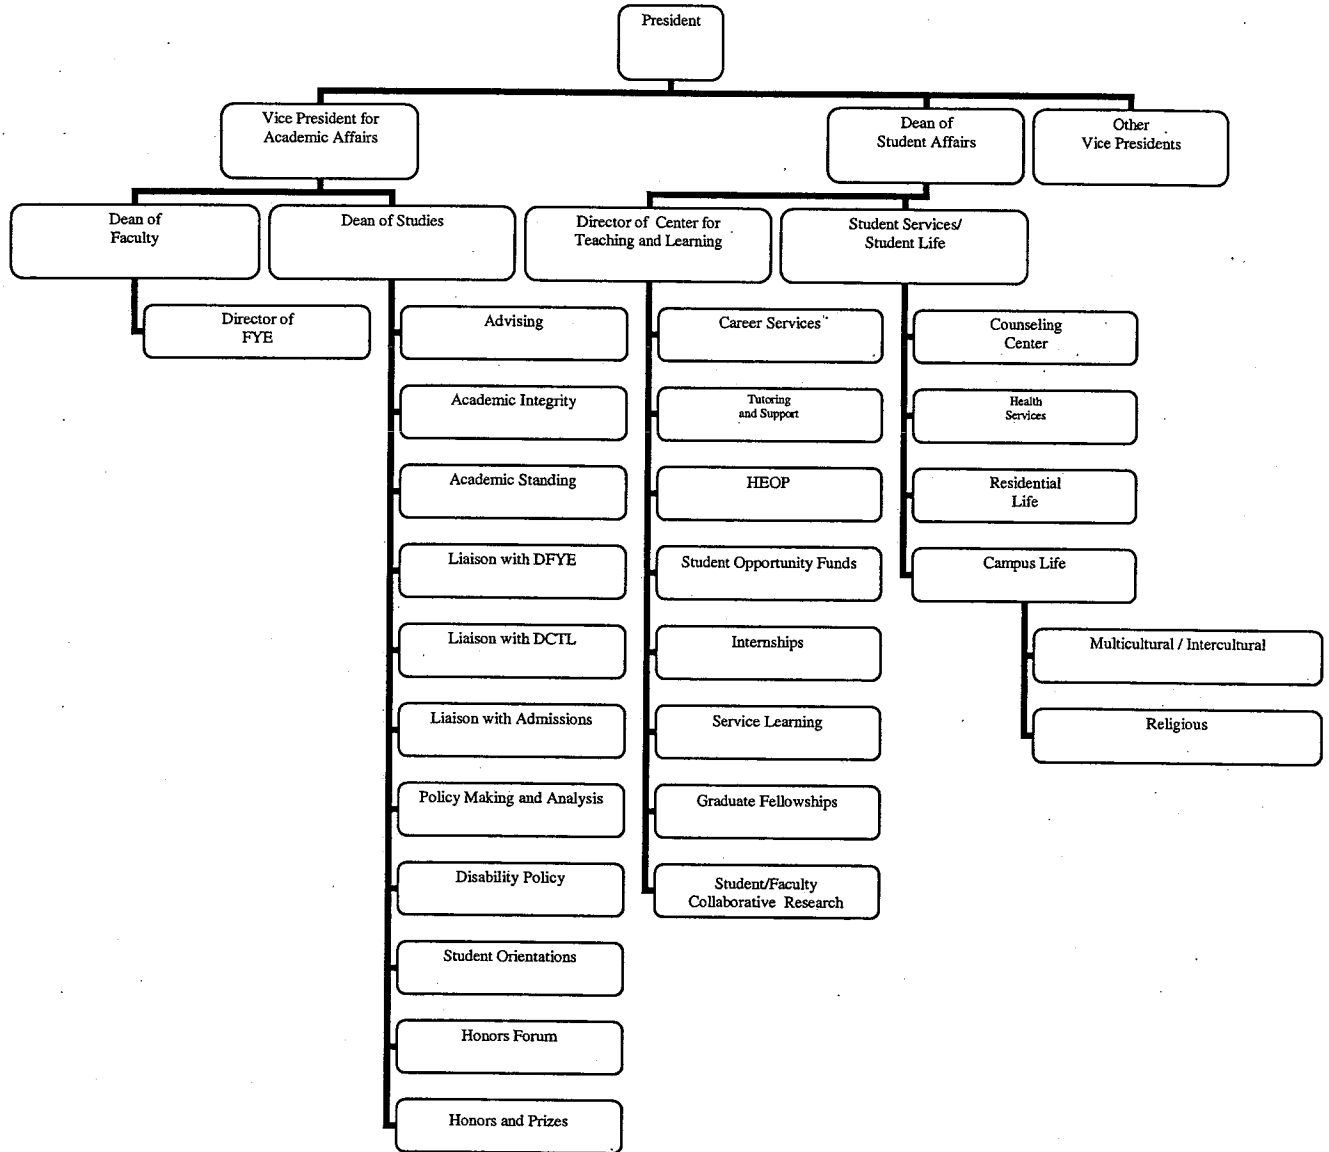 President
Vice President for
Academic Affairs
Dean of
Student Affairs
Other
Vice Presidents
Dean of
Faculty
Dean of Studies
Director of Center for
Teaching and Learning
Student Services/
Student Life
Director of
FYE
Advising
Academic Integrity
Academic Standing
Liaison with DFYE
Liaison with DCTL
Liaison with Admissions
Policy Making and Analysis
Disability Policy
Student Orientations
Honors Forum
Honors and Prizes
Career Services
Tutoring
and Support
HEOP
Student Opportunity Funds
Internships
Service Learning
Graduate Fellowships
Student/Faculty
Collaborative Research
Counseling
Center
Health
Services
Residential
Life
Campus Life
Multicultural / Intercultural
Religious